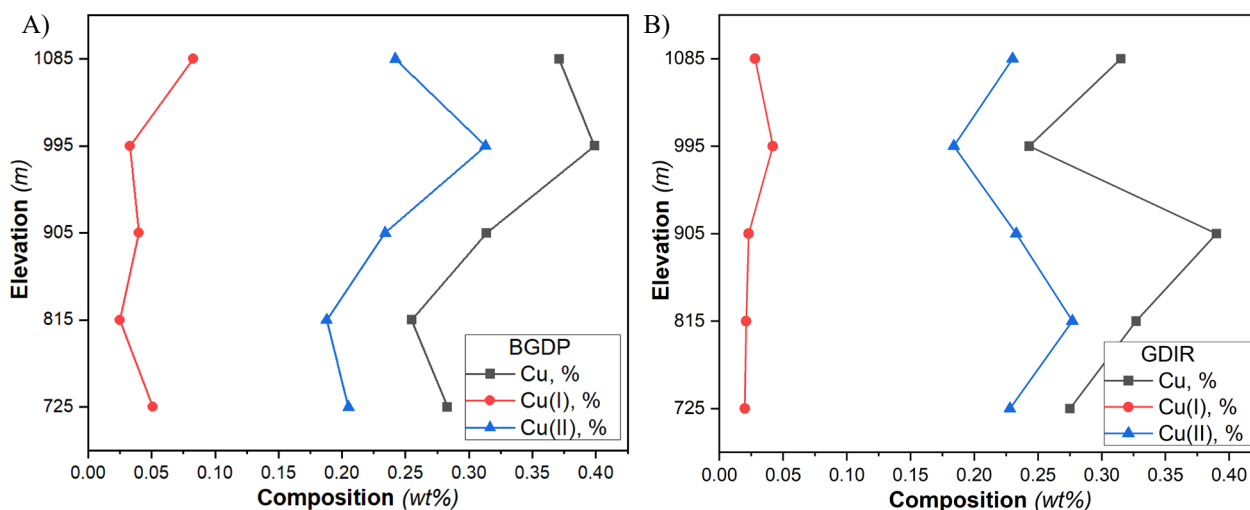 A)
1085
995
905
815
725
Elevation (m)
BGDP
Cu, %
Cu(I), %
Cu(II), %
0.00 0.05 0.10 0.15 0.20 0.25 0.30 0.35 0.40
Composition (wt%)
B)
1085
995
905
815
725
Elevation (m)
GDIR
Cu, %
Cu(I), %
Cu(II), %
0.00 0.05 0.10 0.15 0.20 0.25 0.30 0.35 0.40
Composition (wt%)